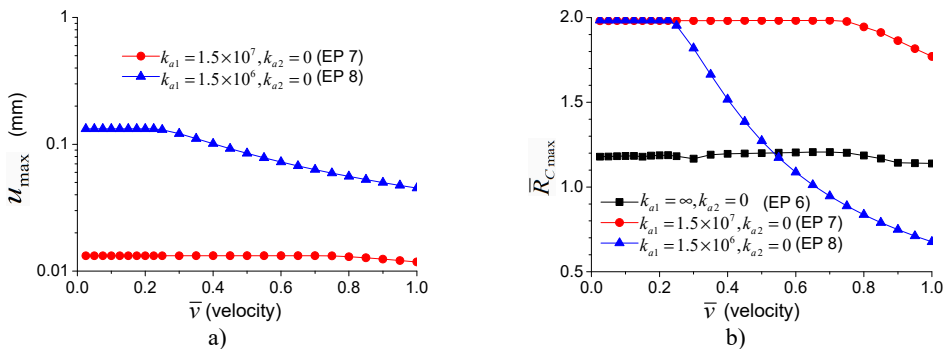 1
0.1
0.01
u_max (mm)
k_a1 = 1.5×10^7, k_a2 = 0 (EP 7)
k_a1 = 1.5×10^6, k_a2 = 0 (EP 8)
0.0 0.2 0.4 0.6 0.8 1.0
v̄ (velocity)
a)
2.0
1.6
1.2
0.8
0.5
R̄_C max
k_a1 = ∞, k_a2 = 0 (EP 6)
k_a1 = 1.5×10^7, k_a2 = 0 (EP 7)
k_a1 = 1.5×10^6, k_a2 = 0 (EP 8)
0.0 0.2 0.4 0.6 0.8 1.0
v̄ (velocity)
b)